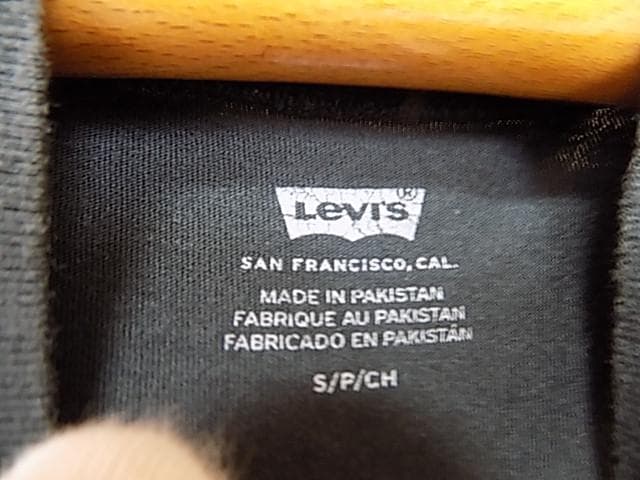 Levi's ®
SAN FRANCISCO, CAL.
MADE IN PAKISTAN
FABRIQUE AU PAKISTAN
FABRICADO EN PAKISTÁN
S/P/CH